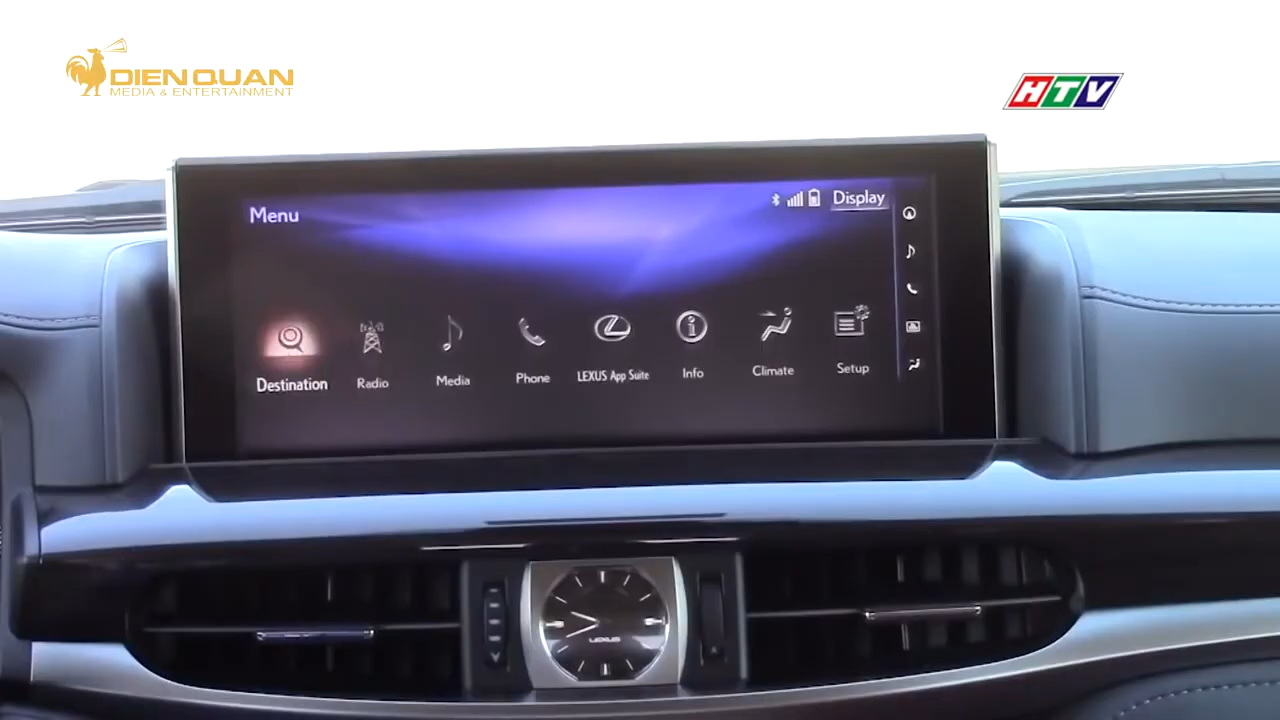 DIEN QUAN
MEDIA & ENTERTAINMENT
HTV
Menu
Display
Destination
Radio
Media
Phone
LEXUS App Suite
Info
Climate
Setup
LEXUS